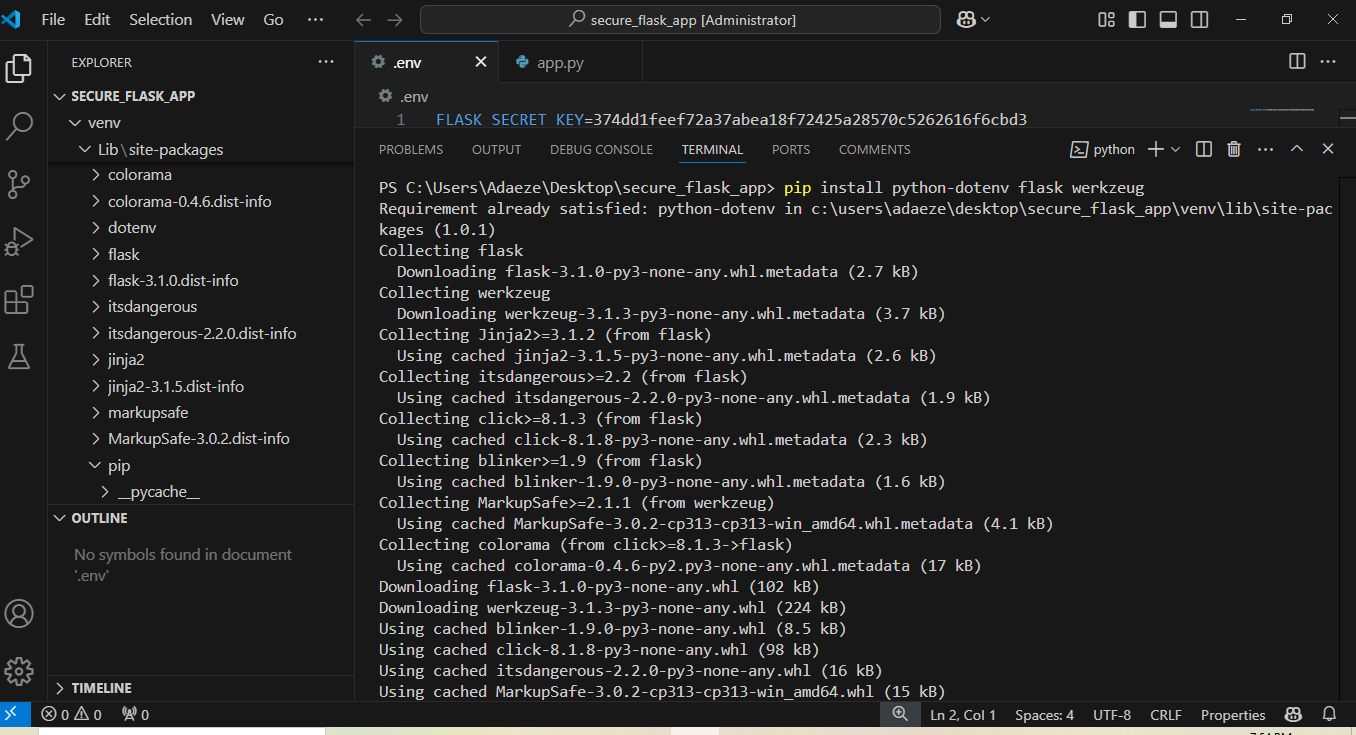 File Edit Selection View Go ··· secure_flask_app [Administrator]
EXPLORER ···
SECURE_FLASK_APP
venv
Lib\site-packages
colorama
colorama-0.4.6.dist-info
dotenv
flask
flask-3.1.0.dist-info
itsdangerous
itsdangerous-2.2.0.dist-info
jinja2
jinja2-3.1.5.dist-info
markupsafe
MarkupSafe-3.0.2.dist-info
pip
__pycache__
OUTLINE
No symbols found in document
'.env'
TIMELINE
.env app.py
.env
1 FLASK_SECRET_KEY=374dd1feef72a37abea18f72425a28570c5262616f6cbd3
PROBLEMS OUTPUT DEBUG CONSOLE TERMINAL PORTS COMMENTS python
PS C:\Users\Adaeze\Desktop\secure_flask_app> pip install python-dotenv flask werkzeug
Requirement already satisfied: python-dotenv in c:\users\adaeze\desktop\secure_flask_app\venv\lib\site-pac
kages (1.0.1)
Collecting flask
Downloading flask-3.1.0-py3-none-any.whl.metadata (2.7 kB)
Collecting werkzeug
Downloading werkzeug-3.1.3-py3-none-any.whl.metadata (3.7 kB)
Collecting Jinja2>=3.1.2 (from flask)
Using cached jinja2-3.1.5-py3-none-any.whl.metadata (2.6 kB)
Collecting itsdangerous>=2.2 (from flask)
Using cached itsdangerous-2.2.0-py3-none-any.whl.metadata (1.9 kB)
Collecting click>=8.1.3 (from flask)
Using cached click-8.1.8-py3-none-any.whl.metadata (2.3 kB)
Collecting blinker>=1.9 (from flask)
Using cached blinker-1.9.0-py3-none-any.whl.metadata (1.6 kB)
Collecting MarkupSafe>=2.1.1 (from werkzeug)
Using cached MarkupSafe-3.0.2-cp313-cp313-win_amd64.whl.metadata (4.1 kB)
Collecting colorama (from click>=8.1.3->flask)
Using cached colorama-0.4.6-py2.py3-none-any.whl.metadata (17 kB)
Downloading flask-3.1.0-py3-none-any.whl (102 kB)
Downloading werkzeug-3.1.3-py3-none-any.whl (224 kB)
Using cached blinker-1.9.0-py3-none-any.whl (8.5 kB)
Using cached click-8.1.8-py3-none-any.whl (98 kB)
Using cached itsdangerous-2.2.0-py3-none-any.whl (16 kB)
Using cached MarkupSafe-3.0.2-cp313-cp313-win_amd64.whl (15 kB)
0 0 0 Ln 2, Col 1 Spaces: 4 UTF-8 CRLF Properties